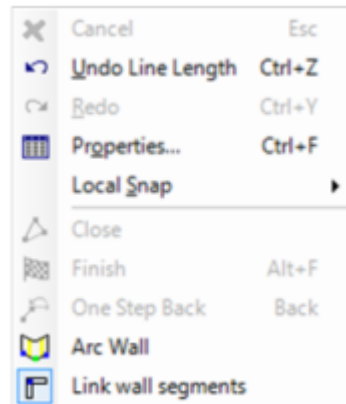 Cancel Esc
Undo Line Length Ctrl+Z
Redo Ctrl+Y
Properties... Ctrl+F
Local Snap
Close
Finish Alt+F
One Step Back Back
Arc Wall
Link wall segments